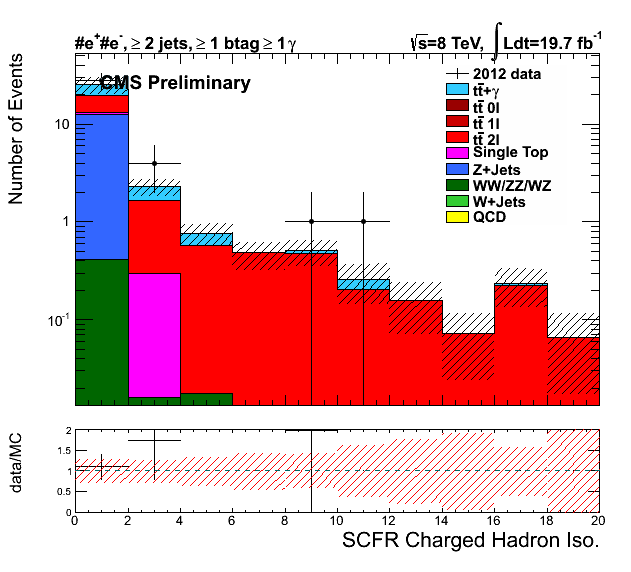 #e⁺#e⁻, ≥ 2 jets, ≥ 1 btag ≥ 1 γ
√s=8 TeV, ∫ Ldt=19.7 fb⁻¹
CMS Preliminary
Number of Events
10
1
10⁻¹
2012 data
tt̄+γ
tt̄ 0l
tt̄ 1l
tt̄ 2l
Single Top
Z+Jets
WW/ZZ/WZ
W+Jets
QCD
data/MC
2
1.5
1
0.5
0
0 2 4 6 8 10 12 14 16 18 20
SCFR Charged Hadron Iso.